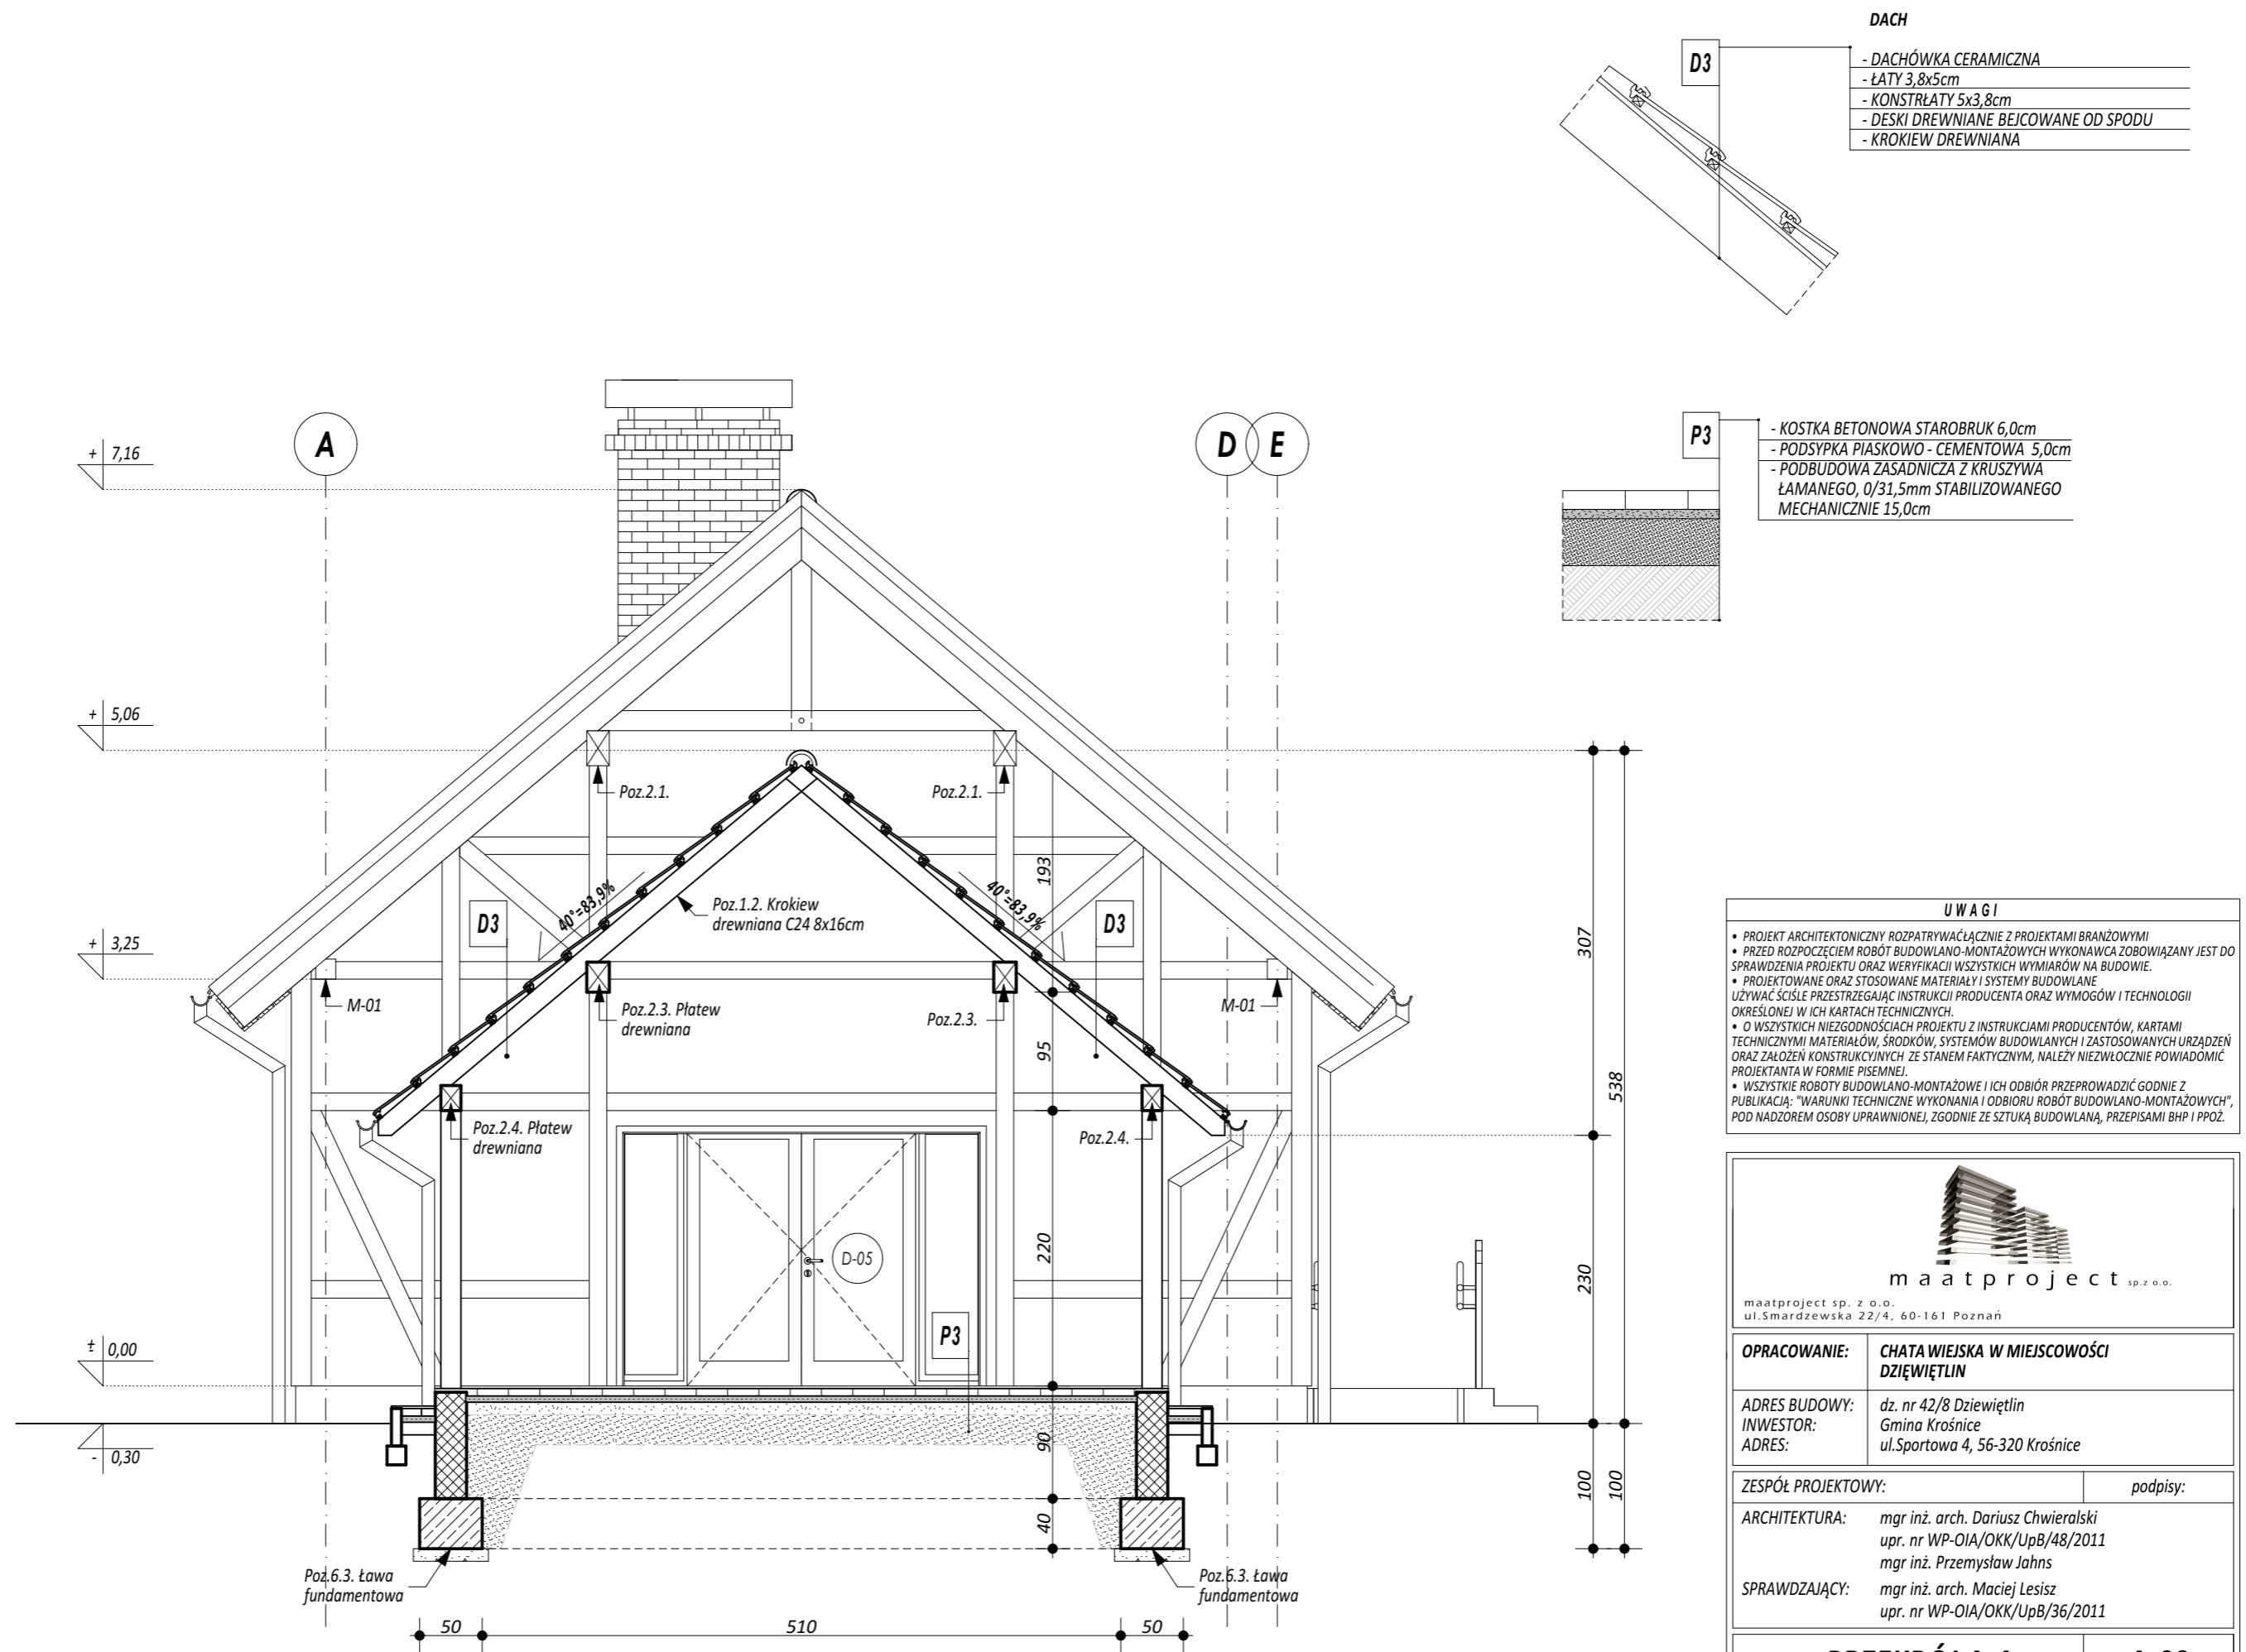 DACH
D3
- DACHÓWKA CERAMICZNA
- ŁATY 3,8x5cm
- KONSTRŁATY 5x3,8cm
- DESKI DREWNIANE BEJCOWANE OD SPODU
- KROKIEW DREWNIANA
P3
- KOSTKA BETONOWA STAROBRUK 6,0cm
- PODSYPKA PIASKOWO - CEMENTOWA 5,0cm
- PODBUDOWA ZASADNICZA Z KRUSZYWA
ŁAMANEGO, 0/31,5mm STABILIZOWANEGO
MECHANICZNIE 15,0cm
A
D
E
+ 7,16
+ 5,06
+ 3,25
± 0,00
- 0,30
Poz.2.1.
Poz.2.1.
193
40°=83,9%
40°=83,9%
Poz.1.2. Krokiew
drewniana C24 8x16cm
D3
D3
307
M-01
Poz.2.3. Płatew
drewniana
Poz.2.3.
M-01
95
538
Poz.2.4. Płatew
drewniana
Poz.2.4.
220
D-05
230
P3
90
40
100
100
Poz.6.3. Ława
fundamentowa
Poz.6.3. Ława
fundamentowa
50
510
50
UWAGI
• PROJEKT ARCHITEKTONICZNY ROZPATRYWAĆŁĄCZNIE Z PROJEKTAMI BRANŻOWYMI
• PRZED ROZPOCZĘCIEM ROBÓT BUDOWLANO-MONTAŻOWYCH WYKONAWCA ZOBOWIĄZANY JEST DO
SPRAWDZENIA PROJEKTU ORAZ WERYFIKACJI WSZYSTKICH WYMIARÓW NA BUDOWIE.
• PROJEKTOWANE ORAZ STOSOWANE MATERIAŁY I SYSTEMY BUDOWLANE
UŻYWAĆ ŚCIŚLE PRZESTRZEGAJĄC INSTRUKCJI PRODUCENTA ORAZ WYMOGÓW I TECHNOLOGII
OKREŚLONEJ W ICH KARTACH TECHNICZNYCH.
• O WSZYSTKICH NIEZGODNOŚCIACH PROJEKTU Z INSTRUKCJAMI PRODUCENTÓW, KARTAMI
TECHNICZNYMI MATERIAŁÓW, ŚRODKÓW, SYSTEMÓW BUDOWLANYCH I ZASTOSOWANYCH URZĄDZEŃ
ORAZ ZAŁOŻEŃ KONSTRUKCYJNYCH ZE STANEM FAKTYCZNYM, NALEŻY NIEZWŁOCZNIE POWIADOMIĆ
PROJEKTANTA W FORMIE PISEMNEJ.
• WSZYSTKIE ROBOTY BUDOWLANO-MONTAŻOWE I ICH ODBIÓR PRZEPROWADZIĆ GODNIE Z
PUBLIKACJĄ: "WARUNKI TECHNICZNE WYKONANIA I ODBIORU ROBÓT BUDOWLANO-MONTAŻOWYCH",
POD NADZOREM OSOBY UPRAWNIONEJ, ZGODNIE ZE SZTUKĄ BUDOWLANĄ, PRZEPISAMI BHP I PPOŻ.
maatproject sp.z o.o.
maatproject sp. z o.o.
ul.Smardzewska 22/4, 60-161 Poznań
OPRACOWANIE: CHATA WIEJSKA W MIEJSCOWOŚCI
DZIĘWIĘTLIN
ADRES BUDOWY: dz. nr 42/8 Dziewiętlin
INWESTOR: Gmina Krośnice
ADRES: ul.Sportowa 4, 56-320 Krośnice
ZESPÓŁ PROJEKTOWY: podpisy:
ARCHITEKTURA: mgr inż. arch. Dariusz Chwieralski
upr. nr WP-OIA/OKK/UpB/48/2011
mgr inż. Przemysław Jahns
SPRAWDZAJĄCY: mgr inż. arch. Maciej Lesisz
upr. nr WP-OIA/OKK/UpB/36/2011